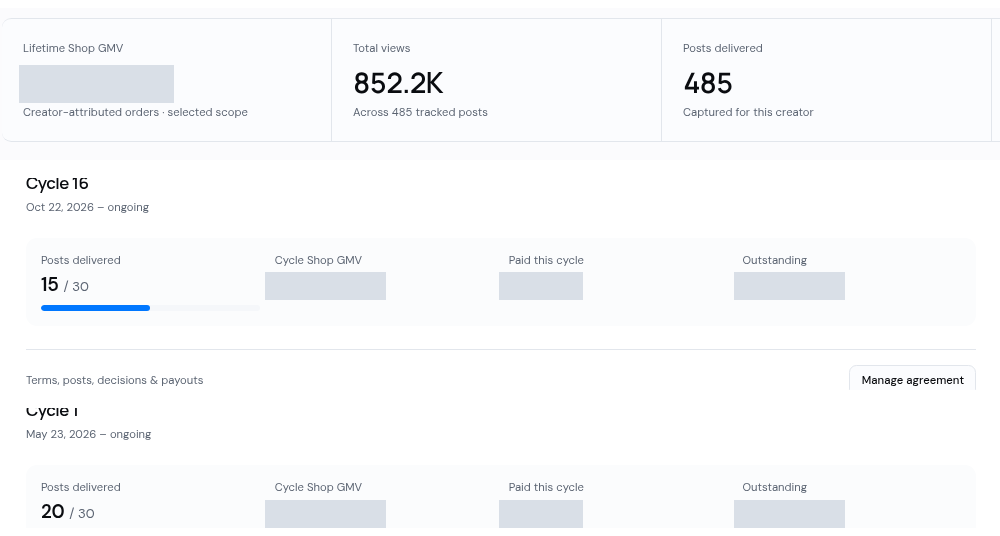 Lifetime Shop GMV
Total views
Posts delivered
852.2K
485
Creator-attributed orders · selected scope
Across 485 tracked posts
Captured for this creator
Cycle 16
Oct 22, 2026 – ongoing
Posts delivered
Cycle Shop GMV
Paid this cycle
Outstanding
15 / 30
Terms, posts, decisions & payouts
Manage agreement
Cycle 1
May 23, 2026 – ongoing
Posts delivered
Cycle Shop GMV
Paid this cycle
Outstanding
20 / 30